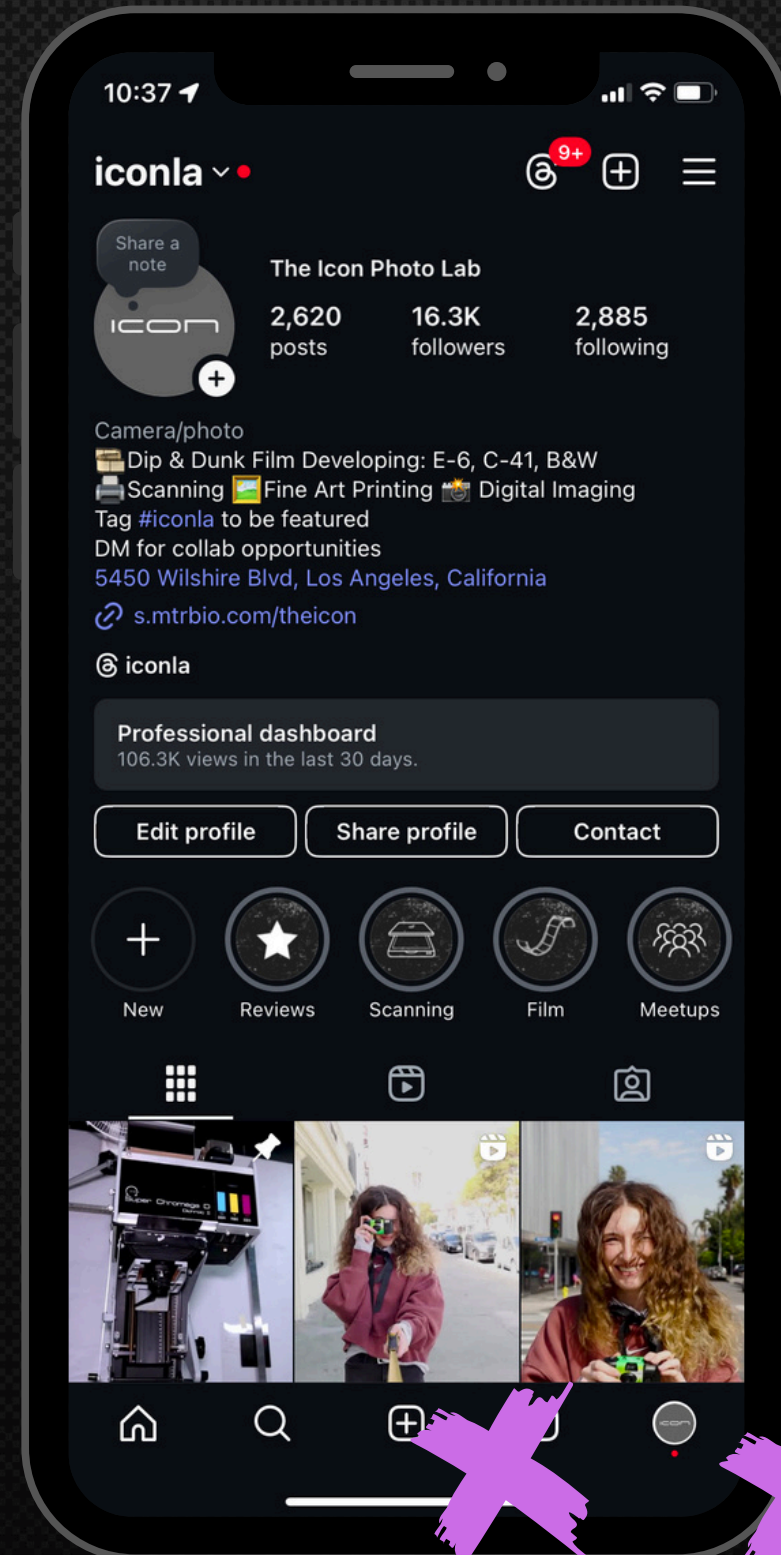 10:37
iconla
9+
Share a
note
icon
The Icon Photo Lab
2,620 16.3K 2,885
posts followers following
Camera/photo
Dip & Dunk Film Developing: E-6, C-41, B&W
Scanning Fine Art Printing Digital Imaging
Tag #iconla to be featured
DM for collab opportunities
5450 Wilshire Blvd, Los Angeles, California
s.mtrbio.com/theicon
iconla
Professional dashboard
106.3K views in the last 30 days.
Edit profile Share profile Contact
New Reviews Scanning Film Meetups
Super Chromega D
icon